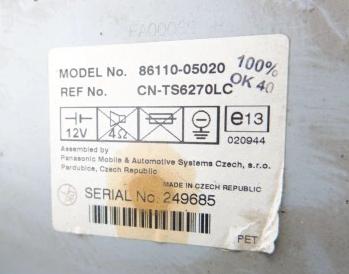 MODEL No. 86110-05020
REF No. CN-TS6270LC
100%
OK 40
12V
4Ω
e13
020944
Assembled by
Panasonic Mobile & Automotive Systems Czech, s.r.o.
Pardubice, Czech Republic
MADE IN CZECH REPUBLIC
SERIAL No. 249685
PET